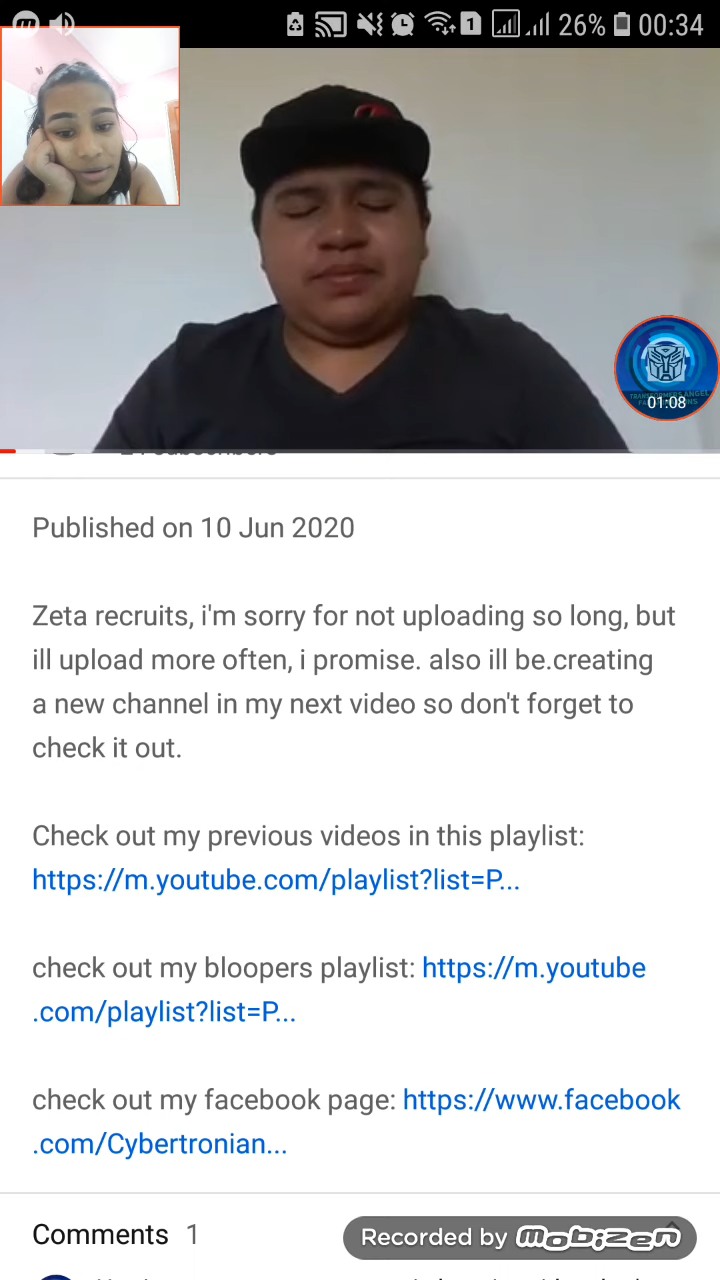 26% 00:34
01:08
Published on 10 Jun 2020
Zeta recruits, i'm sorry for not uploading so long, but
ill upload more often, i promise. also ill be.creating
a new channel in my next video so don't forget to
check it out.
Check out my previous videos in this playlist:
https://m.youtube.com/playlist?list=P...
check out my bloopers playlist: https://m.youtube
.com/playlist?list=P...
check out my facebook page: https://www.facebook
.com/Cybertronian...
Comments 1
Recorded by mobizen